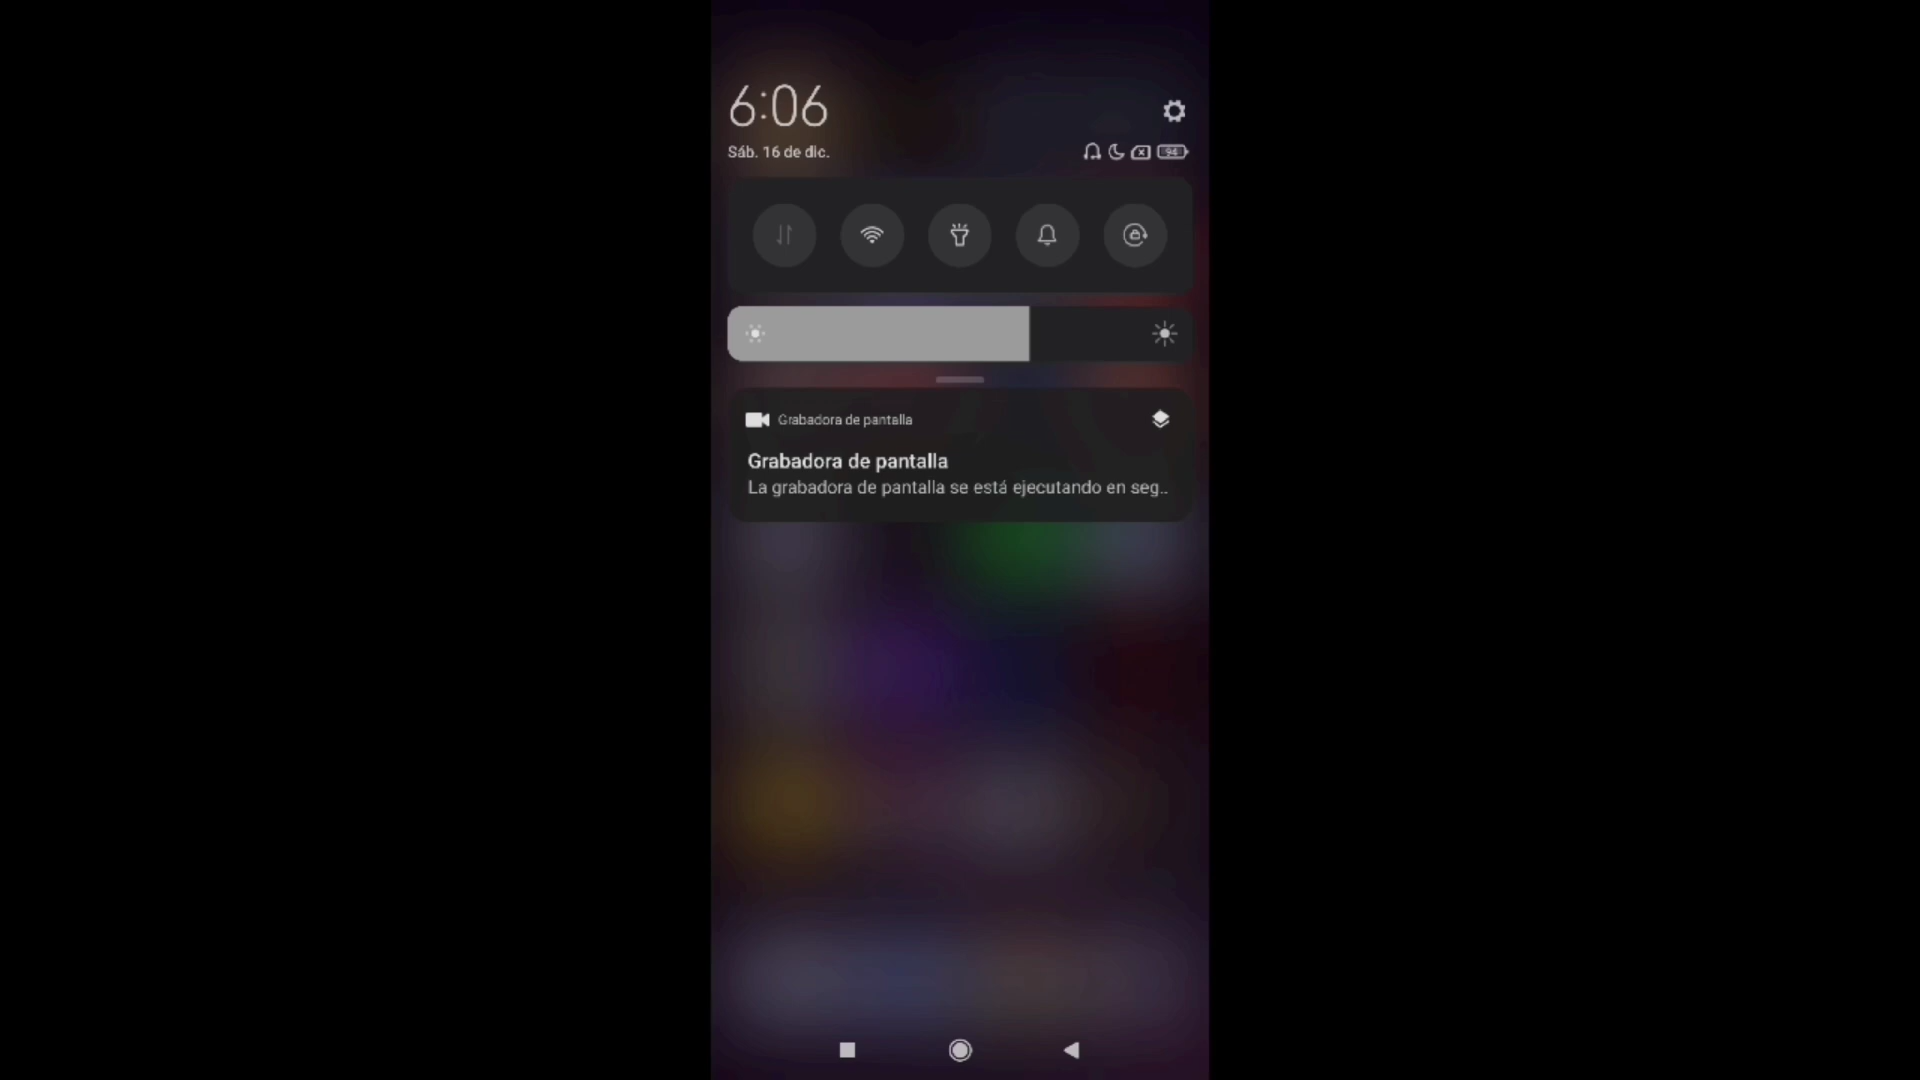 6:06
Sáb. 16 de dic.
94
Grabadora de pantalla
Grabadora de pantalla
La grabadora de pantalla se está ejecutando en seg..